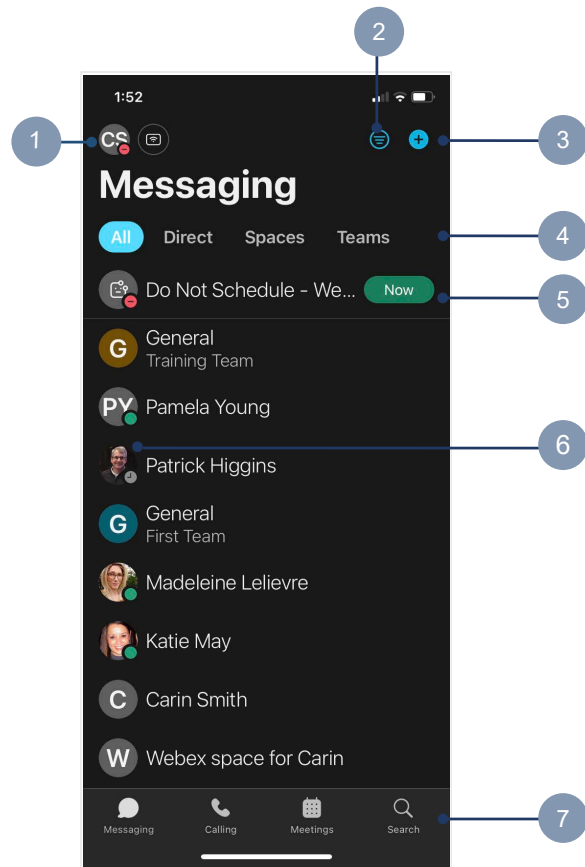 2
1:52
1
CS
3
Messaging
All Direct Spaces Teams
4
Do Not Schedule - We... Now
5
G General
Training Team
PY Pamela Young
6
Patrick Higgins
G General
First Team
Madeleine Lelievre
Katie May
C Carin Smith
W Webex space for Carin
Messaging Calling Meetings Search
7